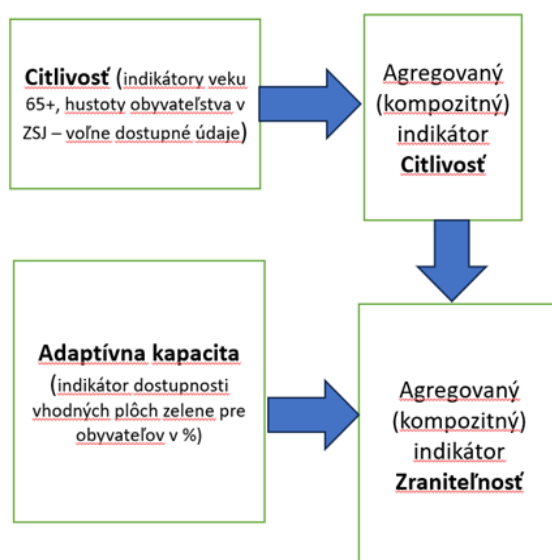 Citlivosť (indikátory veku
65+, hustoty obyvateľstva v
ZSJ – voľne dostupné údaje)
Agregovaný
(kompozitný)
indikátor
Citlivosť
Adaptívna kapacita
(indikátor dostupnosti
vhodných plôch zelene pre
obyvateľov v %)
Agregovaný
(kompozitný)
indikátor
Zraniteľnosť